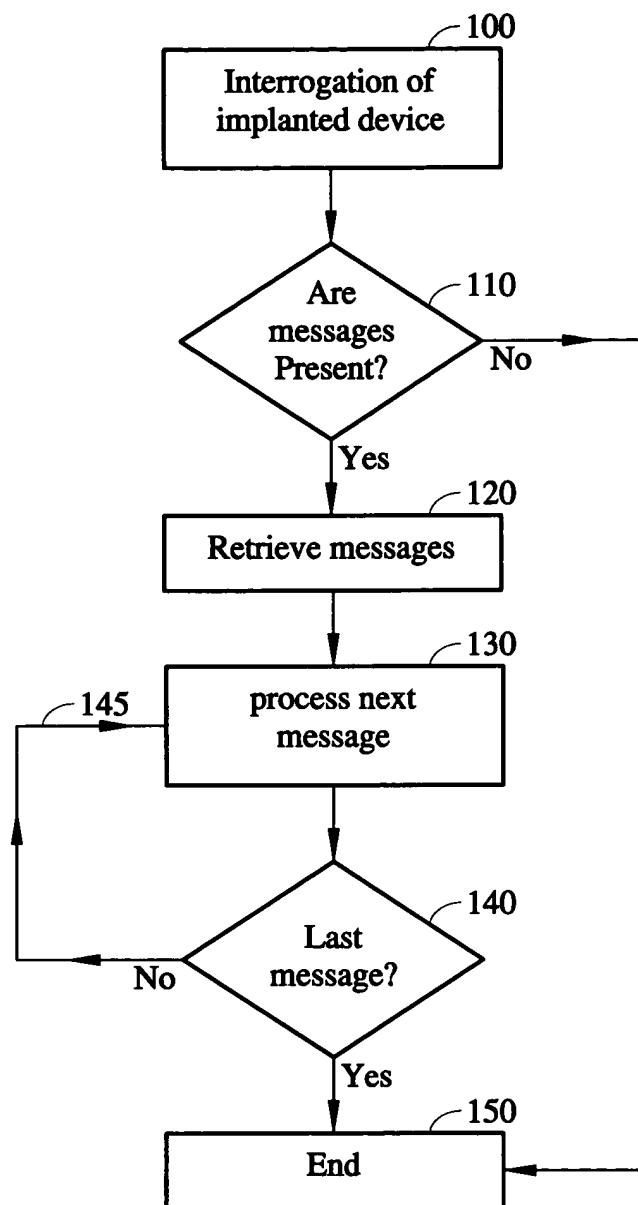 100
Interrogation of
implanted device
110
Are
messages
Present?
No
Yes
120
Retrieve messages
130
145
process next
message
140
Last
message?
No
Yes
150
End